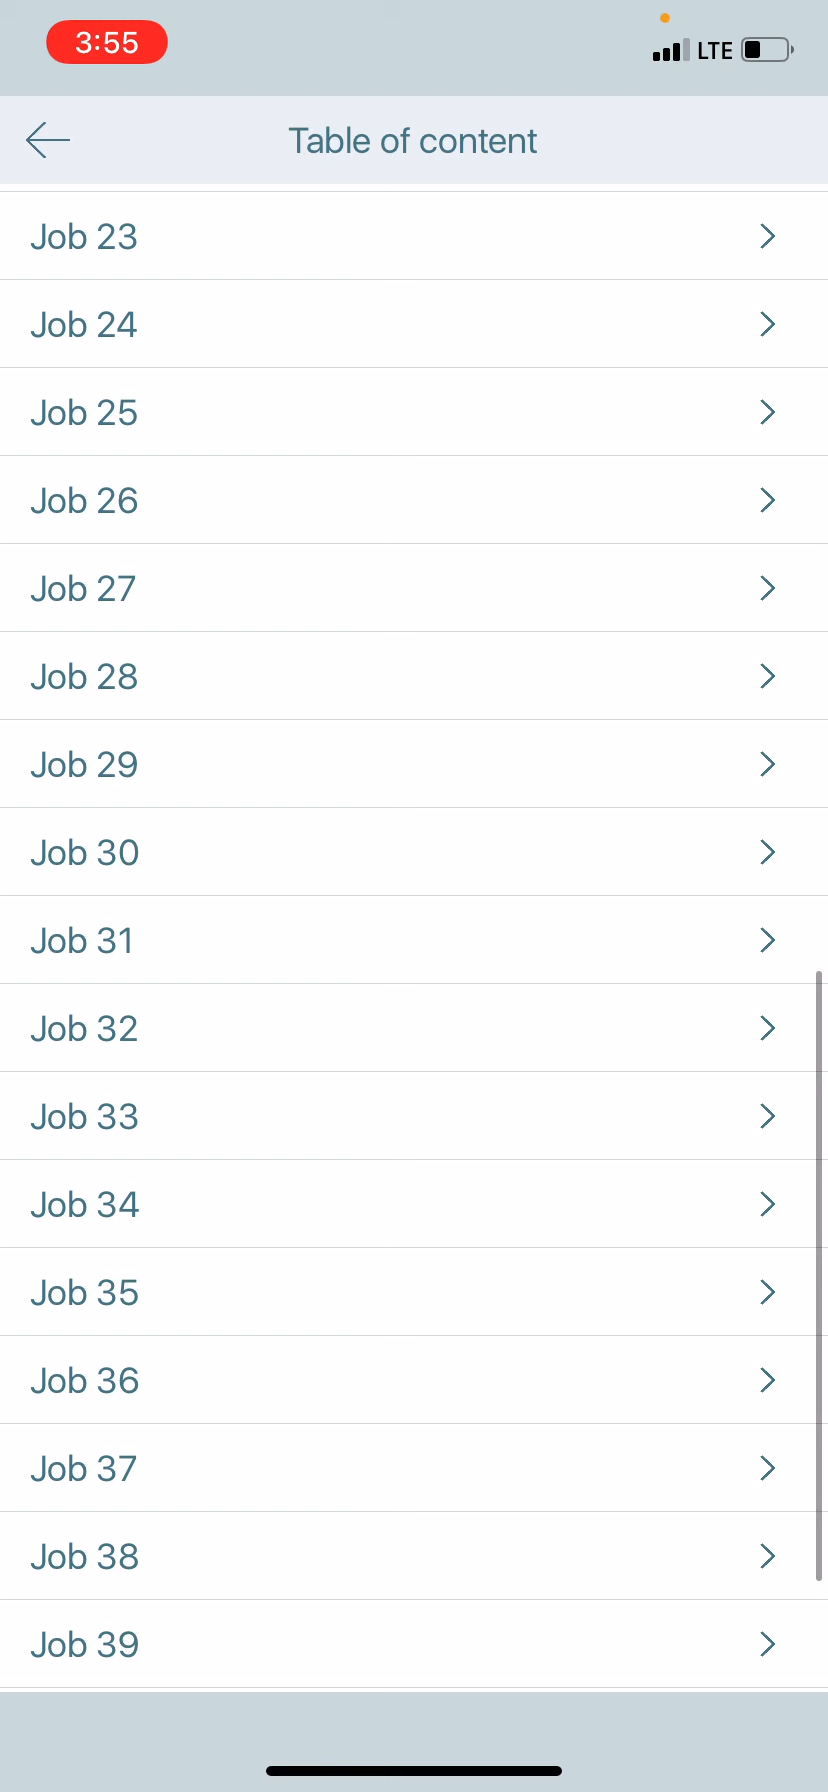 3:55
LTE
Table of content
Job 23
Job 24
Job 25
Job 26
Job 27
Job 28
Job 29
Job 30
Job 31
Job 32
Job 33
Job 34
Job 35
Job 36
Job 37
Job 38
Job 39